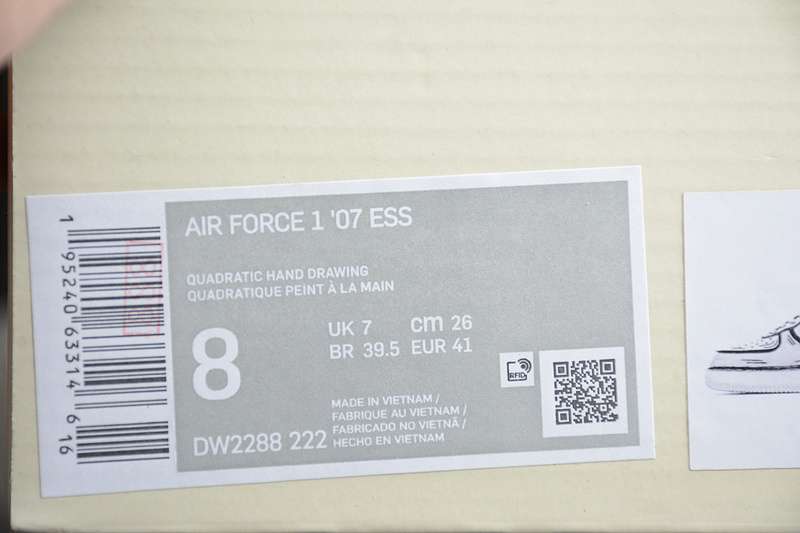 AIR FORCE 1 '07 ESS
QUADRATIC HAND DRAWING
QUADRATIQUE PEINT À LA MAIN
8
UK 7 cm 26
BR 39.5 EUR 41
RFID
MADE IN VIETNAM /
FABRIQUE AU VIETNAM /
FABRICADO NO VIETNÃ /
HECHO EN VIETNAM
DW2288 222
1 95240 63314 6 16